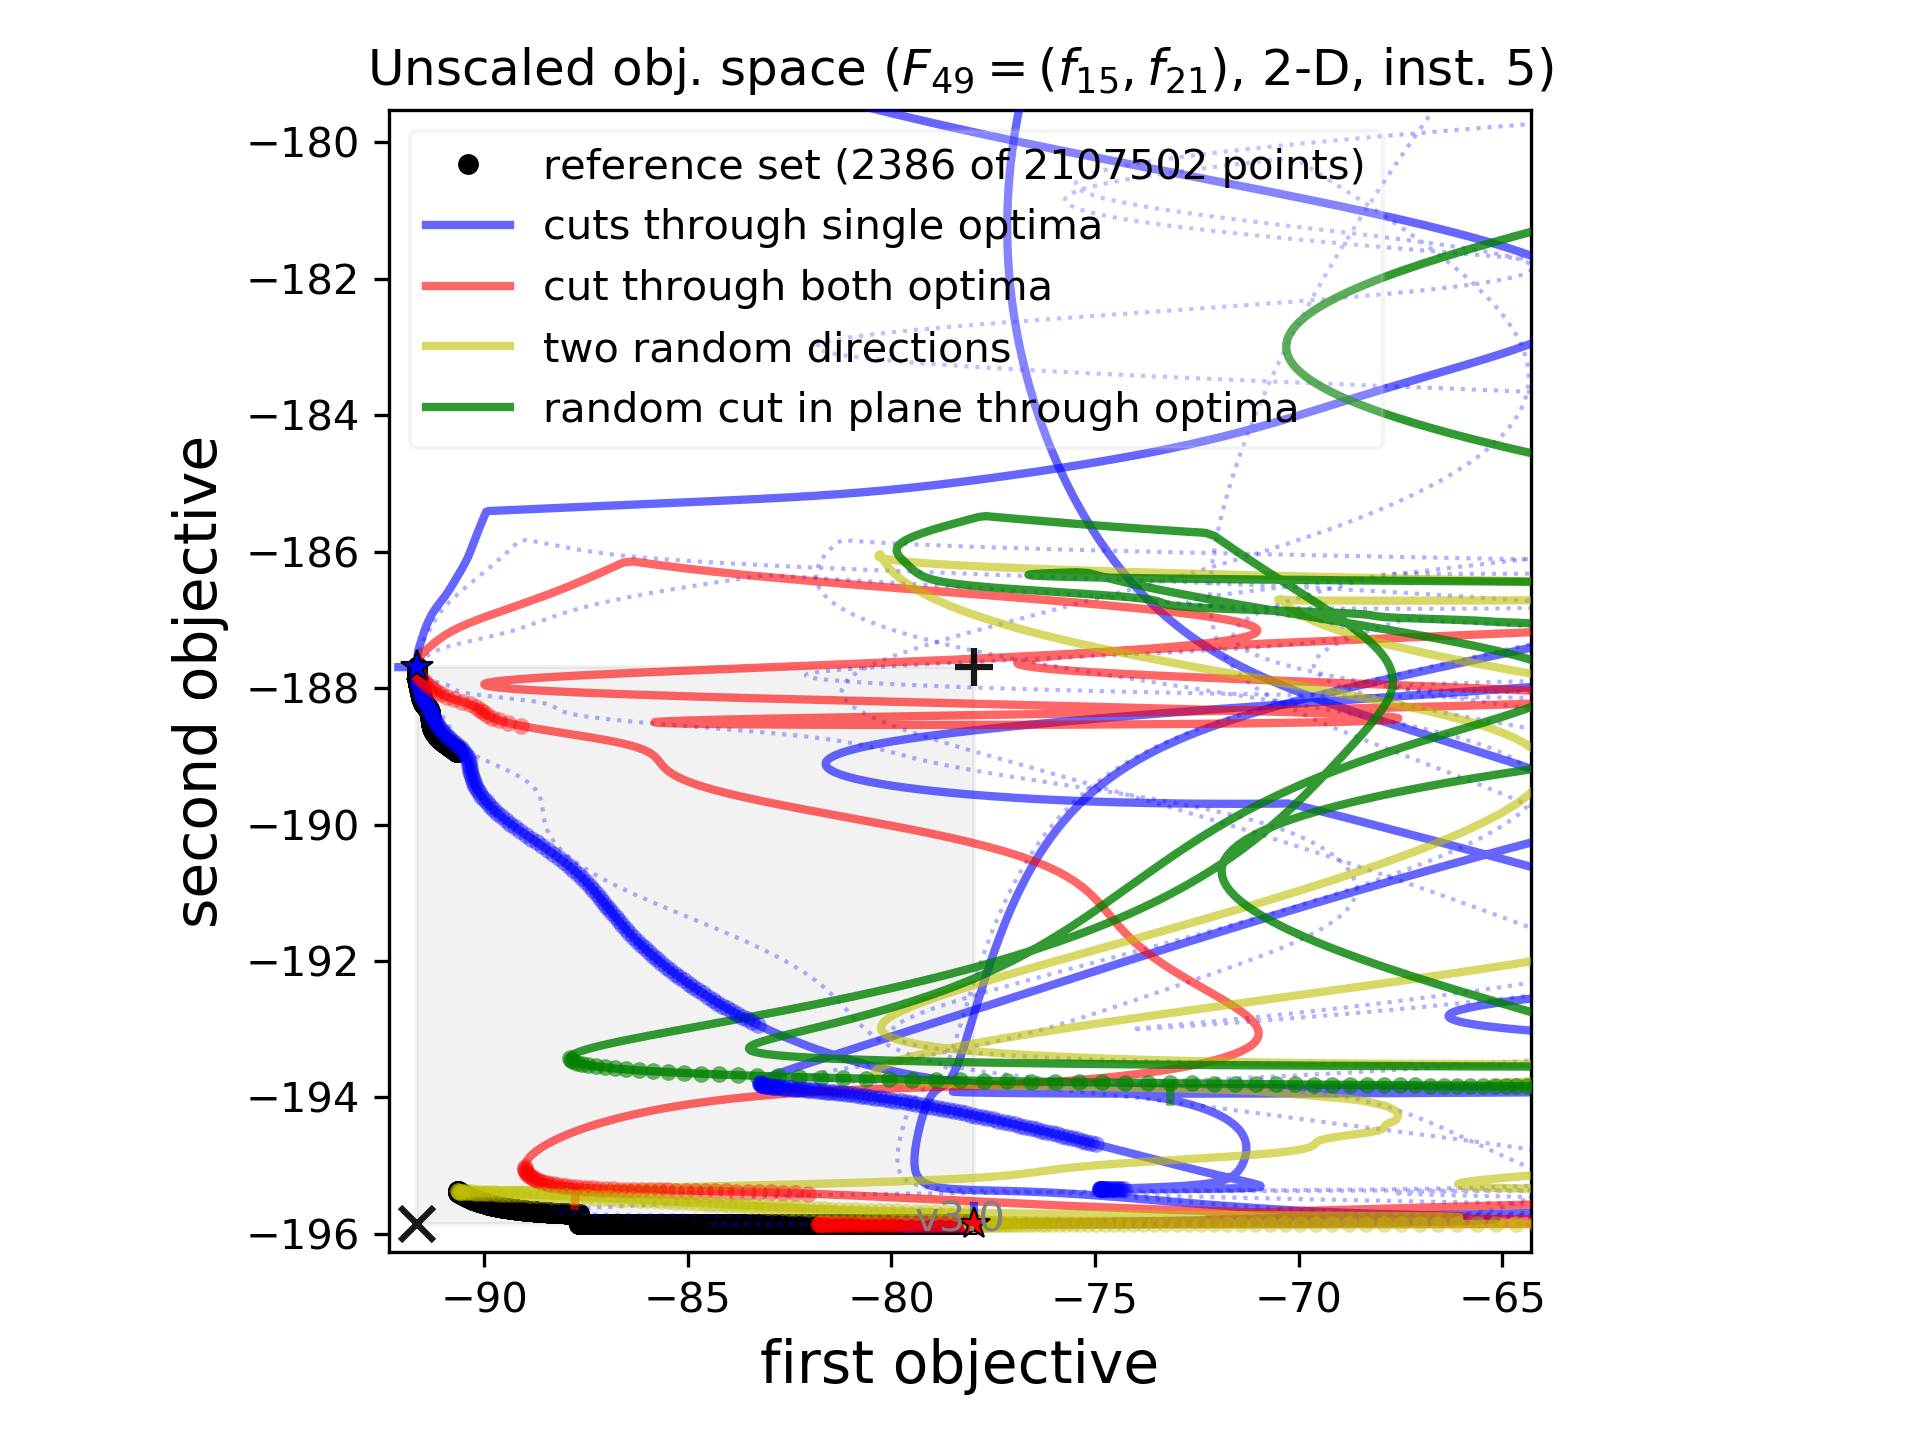 Unscaled obj. space (F49 = (f15, f21), 2-D, inst. 5)
reference set (2386 of 2107502 points)
cuts through single optima
cut through both optima
two random directions
random cut in plane through optima
second objective
−180
−182
−184
−186
−188
−190
−192
−194
−196
v3.0
−90 −85 −80 −75 −70 −65
first objective